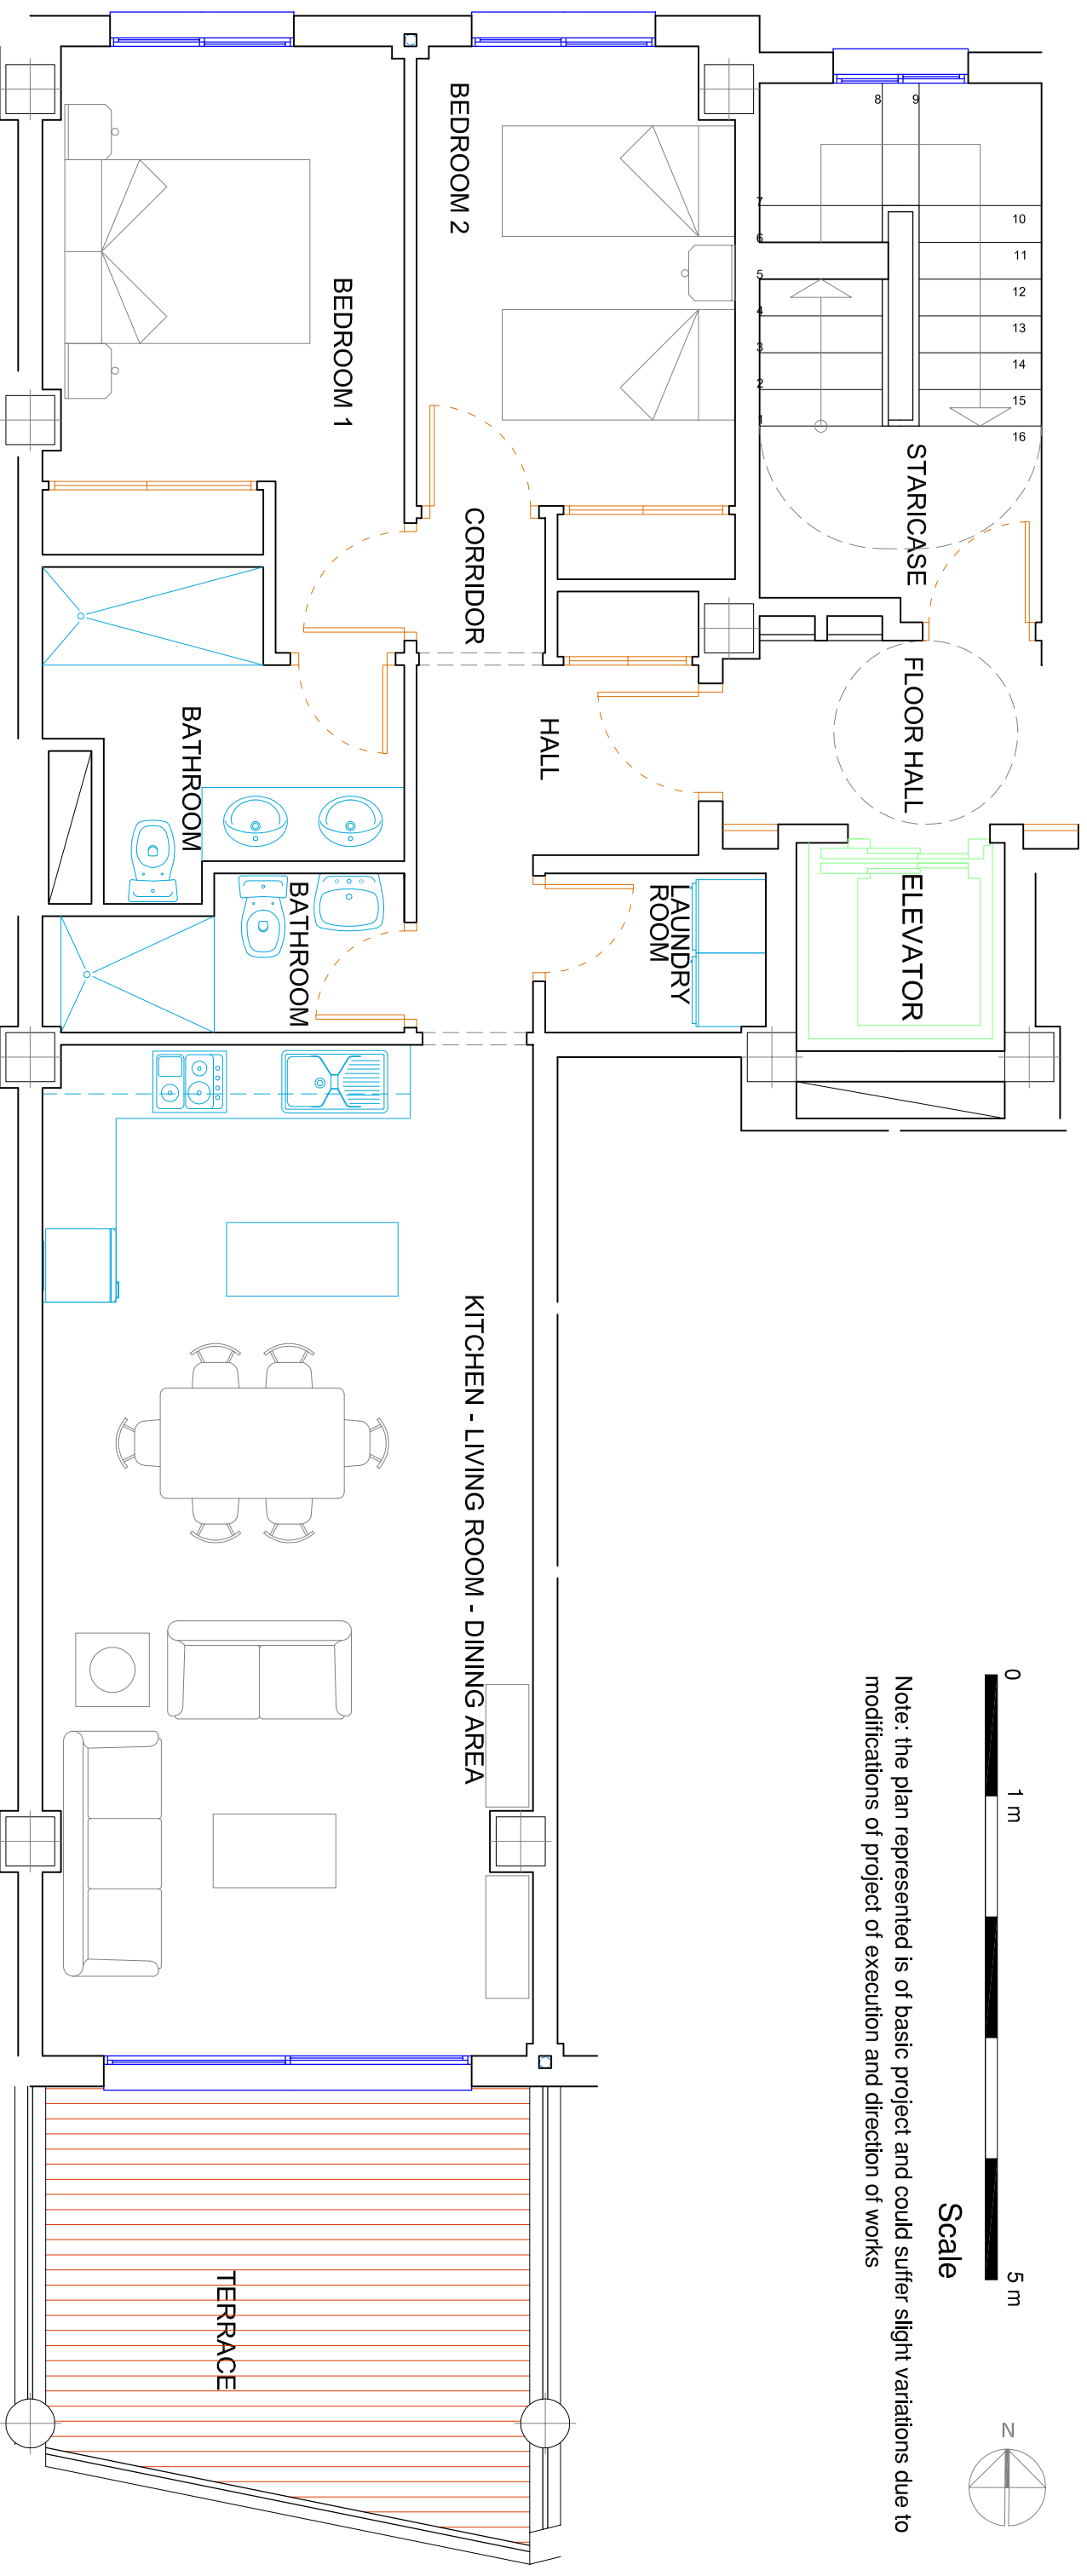 BEDROOM 1
BEDROOM 2
CORRIDOR
STARICASE
1
2
3
4
5
6
7
8
9
10
11
12
13
14
15
16
FLOOR HALL
HALL
BATHROOM
BATHROOM
LAUNDRY
ROOM
ELEVATOR
KITCHEN - LIVING ROOM - DINING AREA
TERRACE
0
1 m
5 m
Scale
Note: the plan represented is of basic project and could suffer slight variations due to
modifications of project of execution and direction of works
N